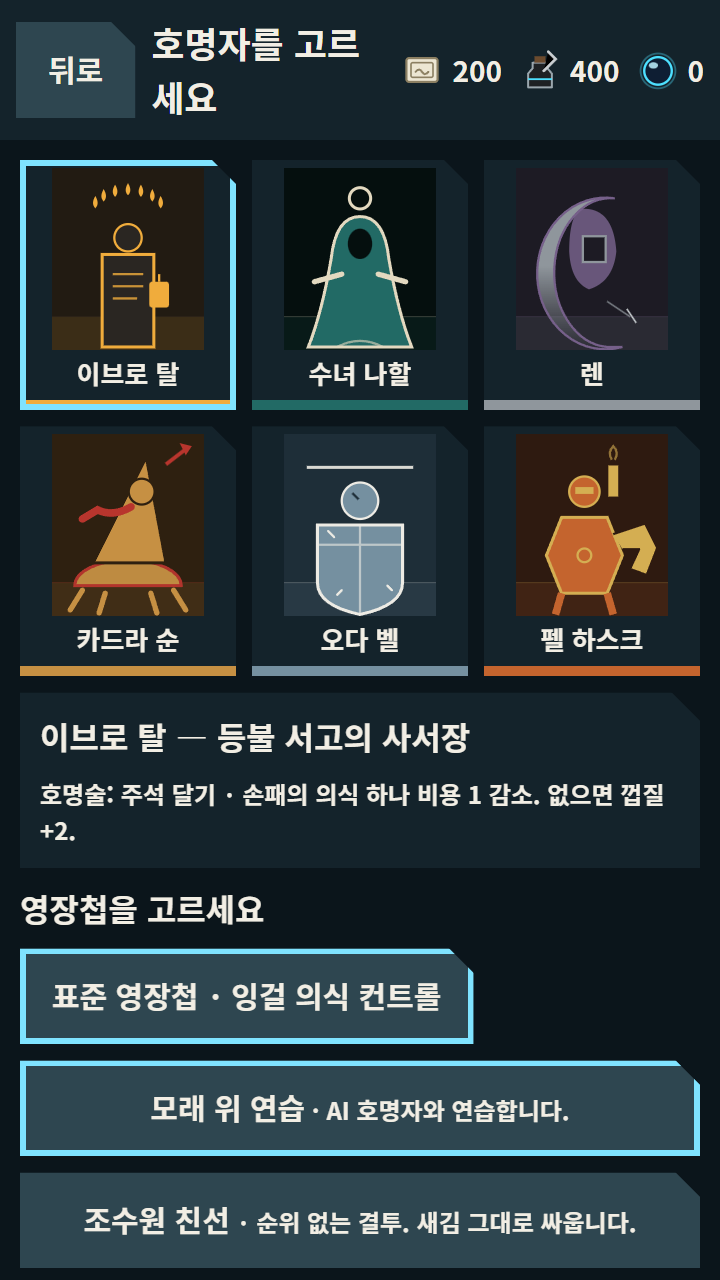 뒤로
호명자를 고르
세요
200
400
0
이브로 탈
수녀 나할
렌
카드라 순
오다 벨
펠 하스크
이브로 탈 — 등불 서고의 사서장
호명술: 주석 달기 · 손패의 의식 하나 비용 1 감소. 없으면 껍질
+2.
영장첩을 고르세요
표준 영장첩 · 잉걸 의식 컨트롤
모래 위 연습 · AI 호명자와 연습합니다.
조수원 친선 · 순위 없는 결투. 새김 그대로 싸웁니다.